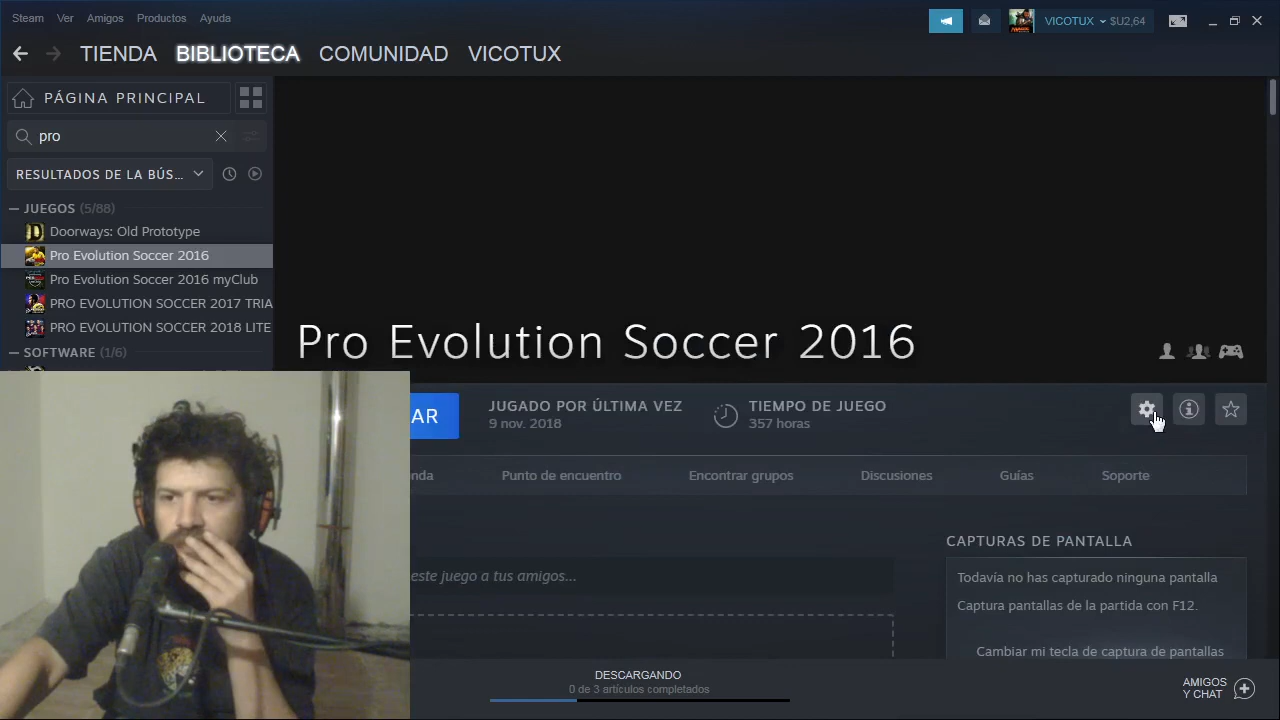 Steam Ver Amigos Productos Ayuda
VICOTUX $U2,64
TIENDA BIBLIOTECA COMUNIDAD VICOTUX
PÁGINA PRINCIPAL
pro
RESULTADOS DE LA BÚS...
JUEGOS (5/88)
Doorways: Old Prototype
Pro Evolution Soccer 2016
Pro Evolution Soccer 2016 myClub
PRO EVOLUTION SOCCER 2017 TRIA
PRO EVOLUTION SOCCER 2018 LITE
SOFTWARE (1/6)
Pro Evolution Soccer 2016
AR
JUGADO POR ÚLTIMA VEZ
9 nov. 2018
TIEMPO DE JUEGO
357 horas
nda Punto de encuentro Encontrar grupos Discusiones Guías Soporte
este juego a tus amigos...
CAPTURAS DE PANTALLA
Todavía no has capturado ninguna pantalla
Captura pantallas de la partida con F12.
Cambiar mi tecla de captura de pantallas
DESCARGANDO
0 de 3 artículos completados
AMIGOS
Y CHAT